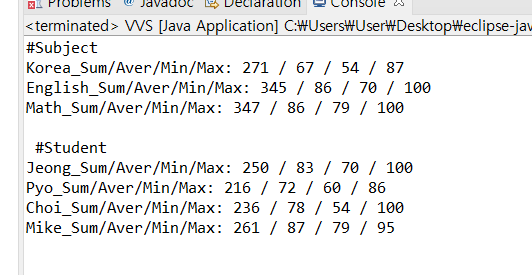 Problems @ Javadoc Declaration Console
<terminated> VVS [Java Application] C:₩Users₩User₩Desktop₩eclipse-jav
#Subject
Korea_Sum/Aver/Min/Max: 271 / 67 / 54 / 87
English_Sum/Aver/Min/Max: 345 / 86 / 70 / 100
Math_Sum/Aver/Min/Max: 347 / 86 / 79 / 100
#Student
Jeong_Sum/Aver/Min/Max: 250 / 83 / 70 / 100
Pyo_Sum/Aver/Min/Max: 216 / 72 / 60 / 86
Choi_Sum/Aver/Min/Max: 236 / 78 / 54 / 100
Mike_Sum/Aver/Min/Max: 261 / 87 / 79 / 95